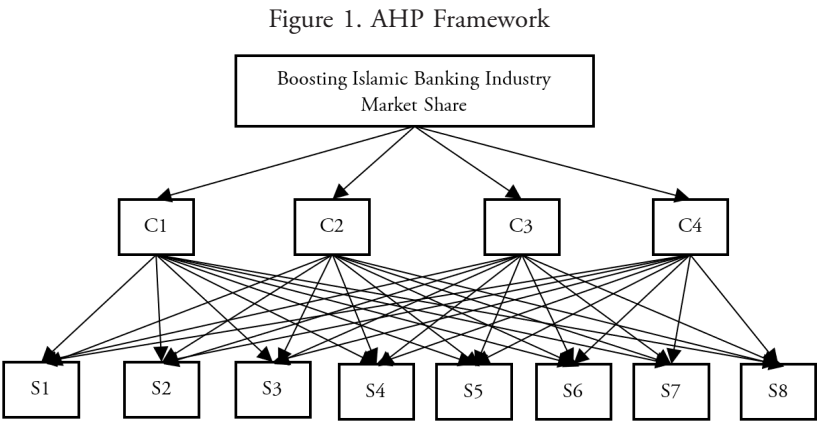 Figure 1. AHP Framework
Boosting Islamic Banking Industry
Market Share
C1
C2
C3
C4
S1
S2
S3
S4
S5
S6
S7
S8